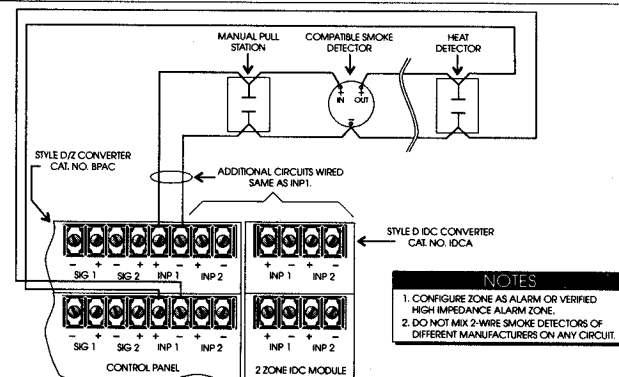 MANUAL PULL
STATION
COMPATIBLE SMOKE
DETECTOR
HEAT
DETECTOR
+ +
IN OUT
−
STYLE D/Z CONVERTER
CAT. NO. BPAC
ADDITIONAL CIRCUITS WIRED
SAME AS INP1.
STYLE D IDC CONVERTER
CAT. NO. IDCA
− + − + + − + −
SIG 1 SIG 2 INP 1 INP 2
+ − + −
INP 1 INP 2
NOTES
1. CONFIGURE ZONE AS ALARM OR VERIFIED
HIGH IMPEDANCE ALARM ZONE.
2. DO NOT MIX 2-WIRE SMOKE DETECTORS OF
DIFFERENT MANUFACTURERS ON ANY CIRCUIT.
− + − + + − + −
SIG 1 SIG 2 INP 1 INP 2
+ − + −
INP 1 INP 2
CONTROL PANEL
2 ZONE IDC MODULE